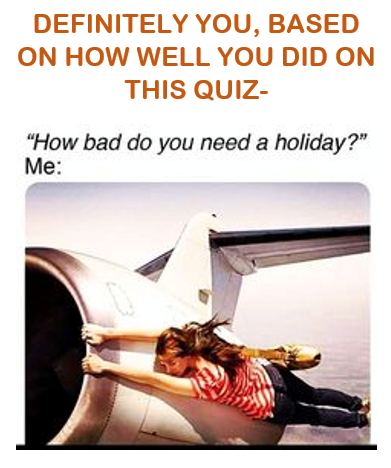 DEFINITELY YOU, BASED
ON HOW WELL YOU DID ON
THIS QUIZ-
“How bad do you need a holiday?”
Me: